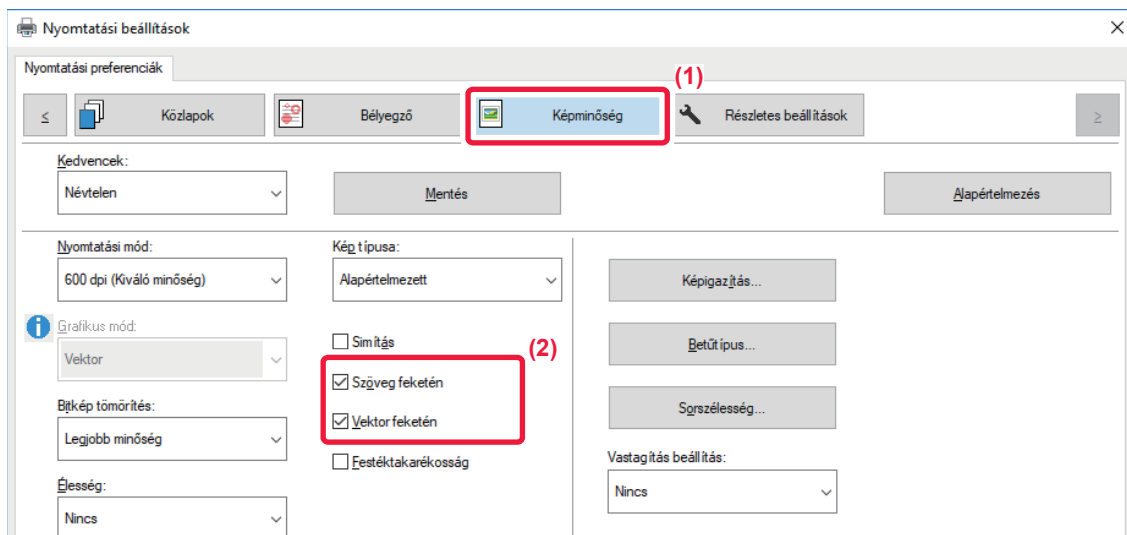 Nyomtatási beállítások
Nyomtatási preferenciák
(1)
< Közlapok Bélyegző Képminőség Részletes beállítások >
Kedvencek:
Névtelen Mentés Alapértelmezés
Nyomtatási mód: Kép típusa:
600 dpi (Kiváló minőség) Alapértelmezett Képigazítás...
Grafikus mód:
Simítás (2)
Vektor Betűtípus...
Szöveg feketén
Bitkép tömörítés: Vektor feketén Sorszélesség...
Legjobb minőség
Festéktakarékosság Vastagítás beállítás:
Élesség:
Nincs Nincs